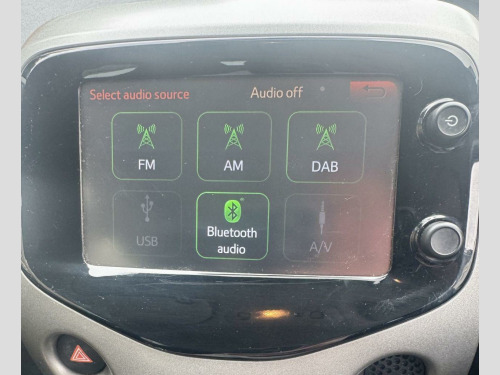 Select audio source Audio off
FM AM DAB
USB Bluetooth audio A/V